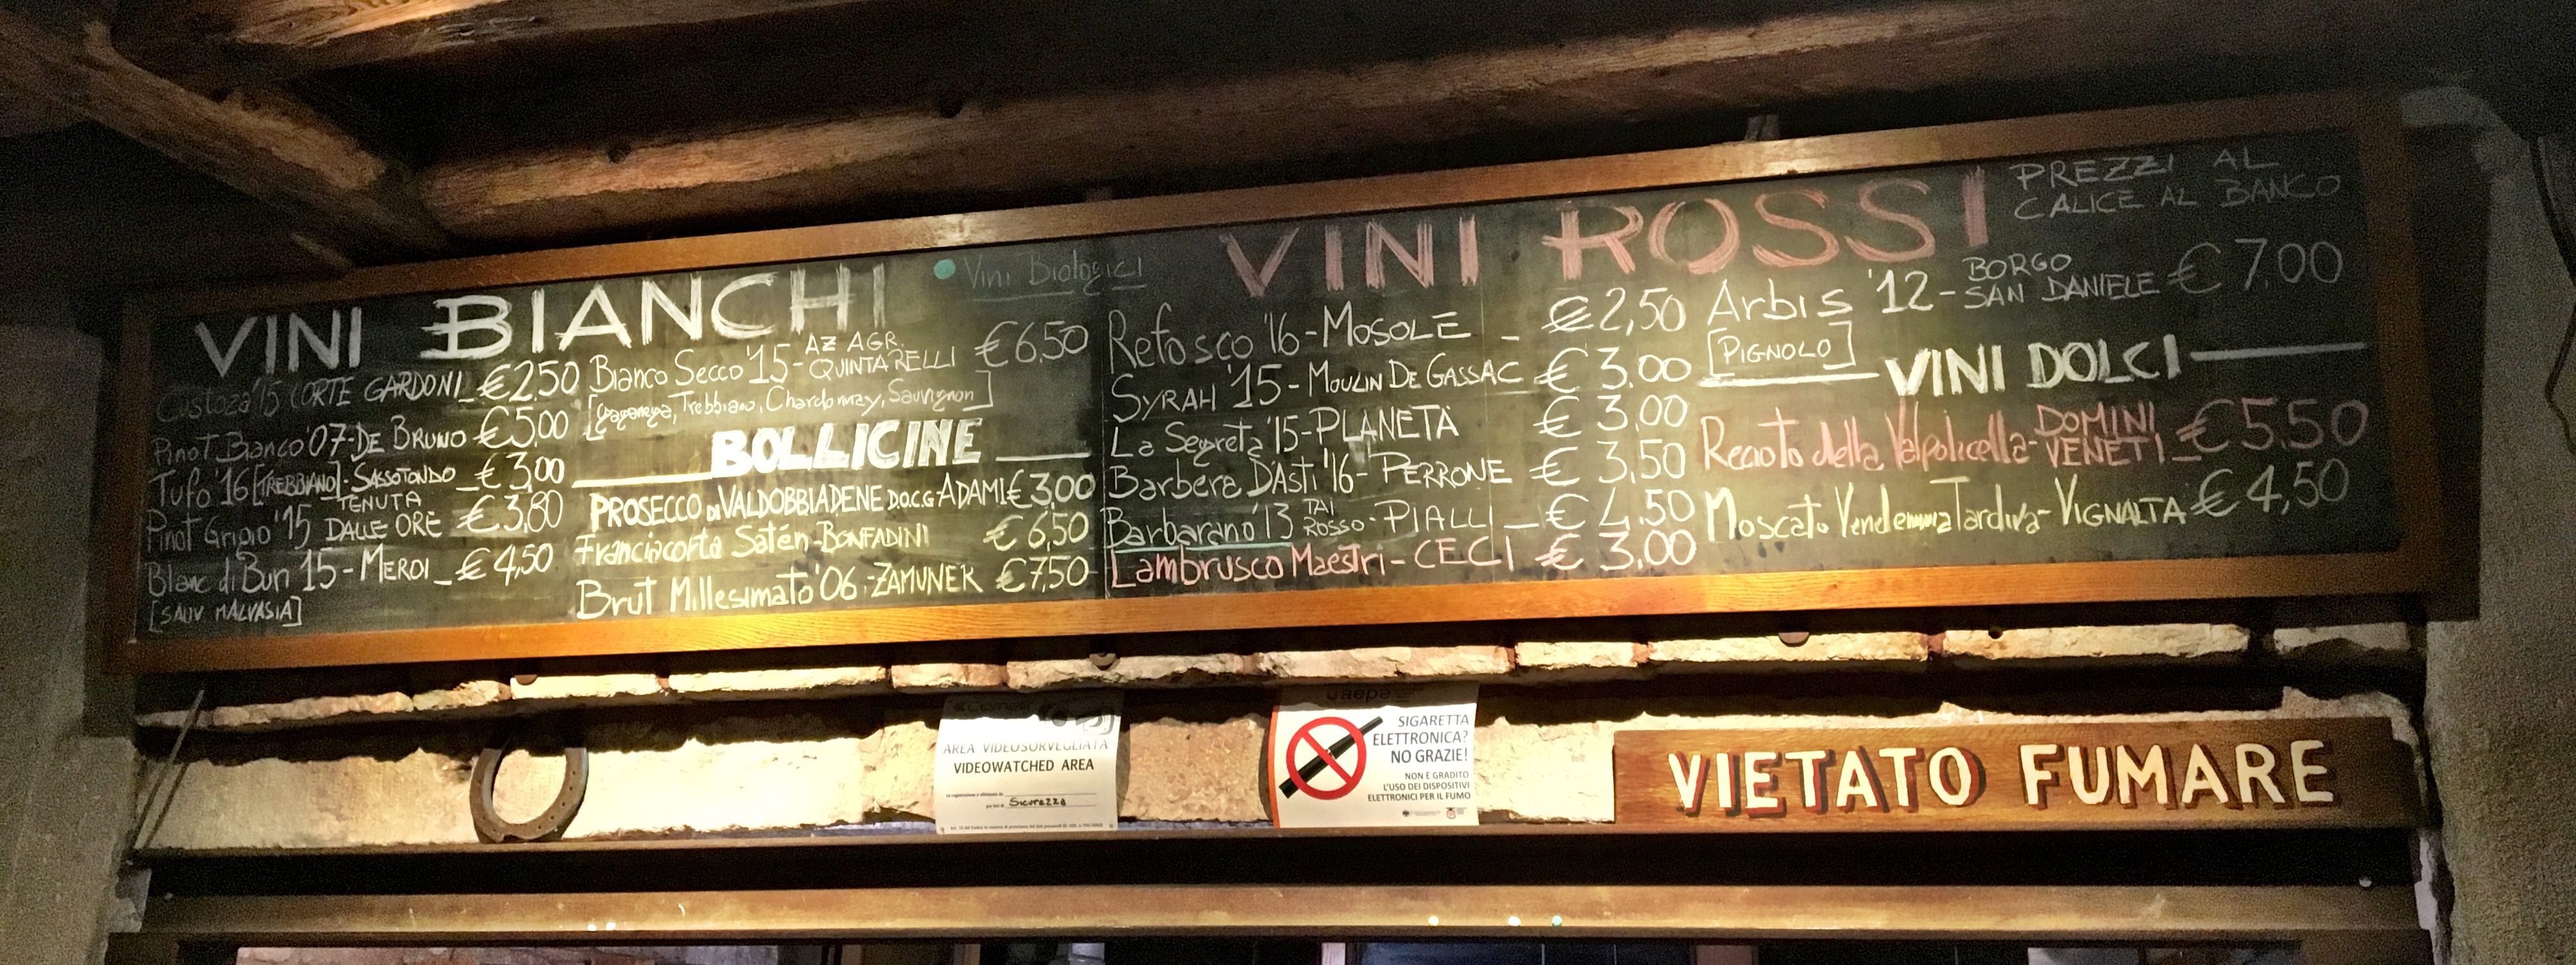 VINI BIANCHI
Custoza '15 CORTE GARDONI_ €2,50
Pinot Bianco '07-DE BRUNO €5,00
Tufo '16 [TREBBIANO]-SASSOTONDO _€3,00
Pinot Grigio '15 TENUTA DALLE ORE €3,80
Blanc di Buri 15-MEROI_€4,50
[SAUV MALVASIA]
• Vini Biologici
Bianco Secco '15-AZ AGR. QUINTARELLI €6,50
[Garganega, Trebbiano, Chardonnay, Sauvignon]
BOLLICINE
PROSECCO DI VALDOBBIADENE D.O.C.G ADAMI €3,00
Franciacorta Satén-BONFADINI €6,50
Brut Millesimato '06-ZAMUNER €7,50
VINI ROSSI
PREZZI AL
CALICE AL BANCO
Refosco '16-MOSOLE _ €2,50
SYRAH '15-MOULIN DE GASSAC €3.00
La Segreta '15-PLANETA €3,00
Barbera D'Asti '16-PERRONE €3,50
Barbarano '13 TAI ROSSO-PIALLI_€4.50
Lambrusco Maestri-CECI €3,00
Arbis '12-BORGO SAN DANIELE €7,00
[PIGNOLO]
VINI DOLCI
Recioto della Valpolicella-DOMINI VENETI_€5.50
Moscato Vendemmia Tardiva-VIGNALTA €4,50
AREA VIDEOSORVEGLIATA
VIDEOWATCHED AREA
Sicurezza
SIGARETTA
ELETTRONICA?
NO GRAZIE!
NON È GRADITO
L'USO DEI DISPOSITIVI
ELETTRONICI PER IL FUMO
VIETATO FUMARE